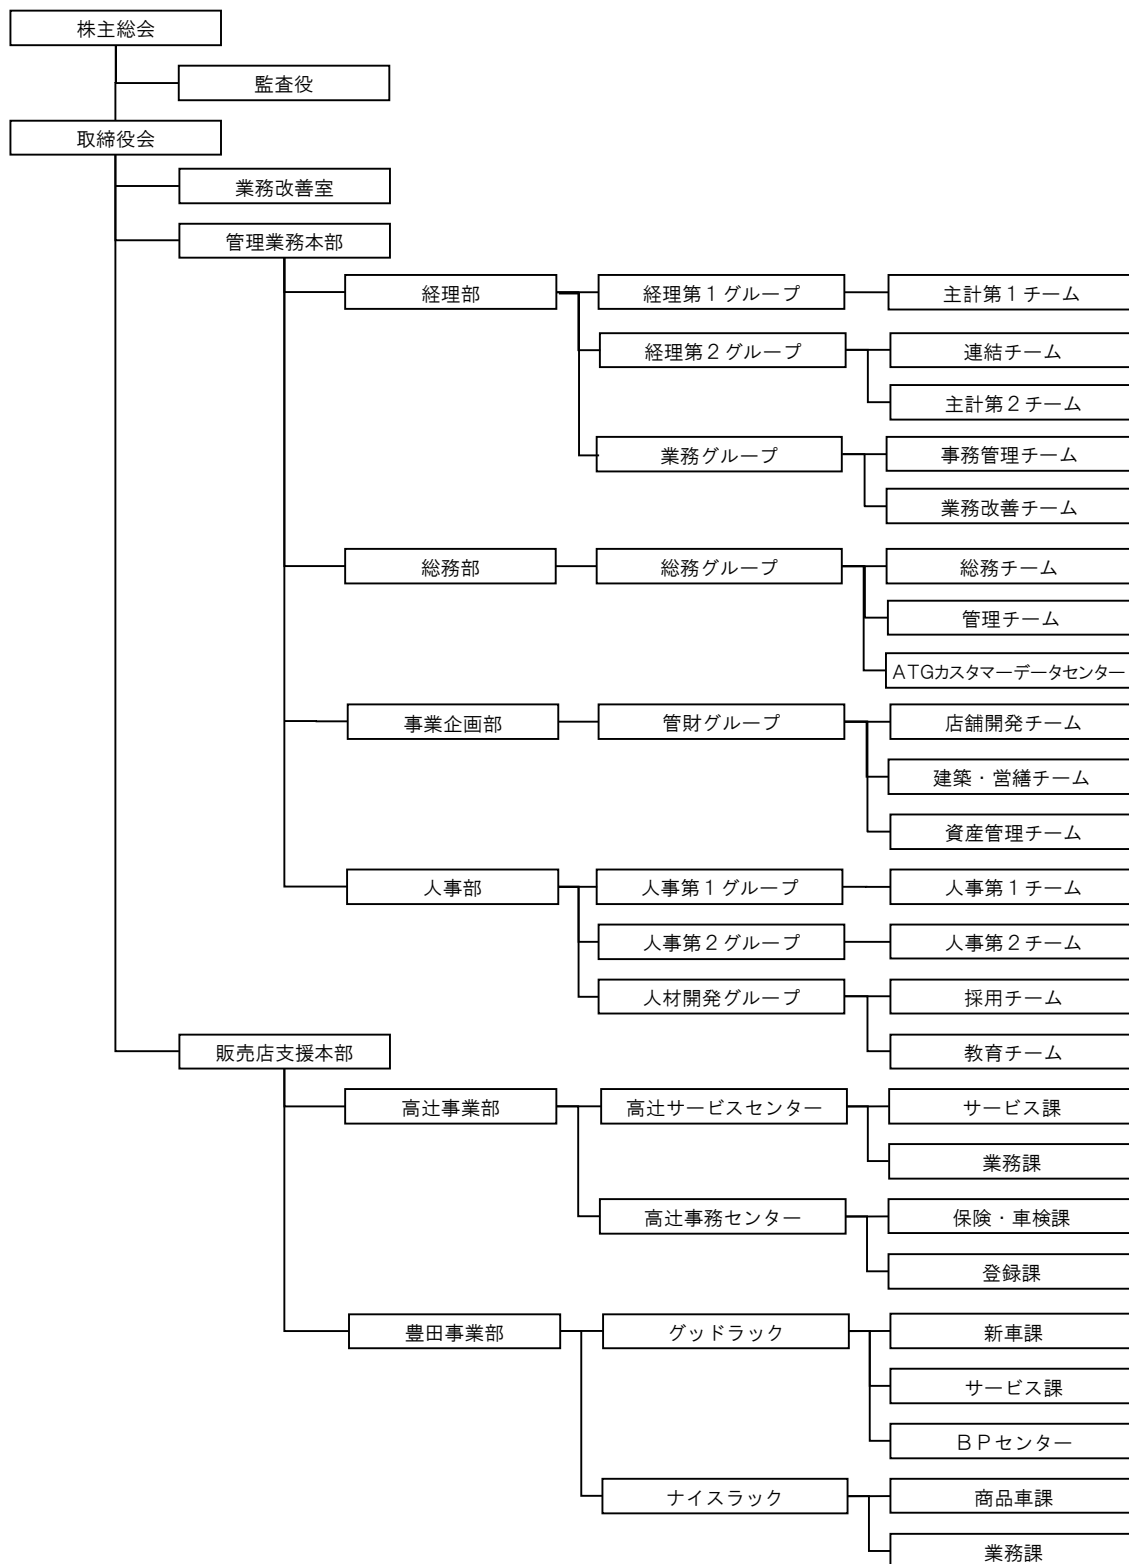 株主総会
監査役
取締役会
業務改善室
管理業務本部
経理部
経理第１グループ
主計第１チーム
経理第２グループ
連結チーム
主計第２チーム
業務グループ
事務管理チーム
業務改善チーム
総務部
総務グループ
総務チーム
管理チーム
ATGカスタマーデータセンター
事業企画部
管財グループ
店舗開発チーム
建築・営繕チーム
資産管理チーム
人事部
人事第１グループ
人事第１チーム
人事第２グループ
人事第２チーム
人材開発グループ
採用チーム
教育チーム
販売店支援本部
高辻事業部
高辻サービスセンター
サービス課
業務課
高辻事務センター
保険・車検課
登録課
豊田事業部
グッドラック
新車課
サービス課
ＢＰセンター
ナイスラック
商品車課
業務課